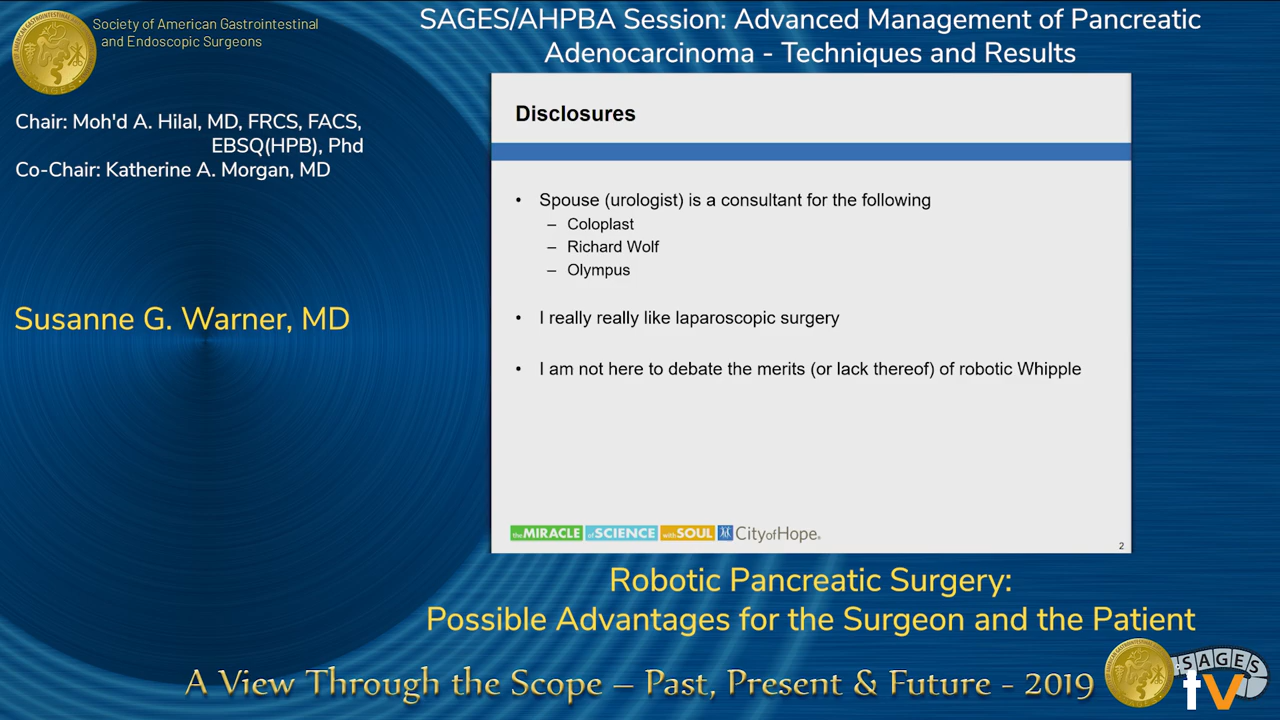 Society of American Gastrointestinal
and Endoscopic Surgeons
SAGES/AHPBA Session: Advanced Management of Pancreatic
Adenocarcinoma - Techniques and Results
Chair: Moh'd A. Hilal, MD, FRCS, FACS,
EBSQ(HPB), Phd
Co-Chair: Katherine A. Morgan, MD
Susanne G. Warner, MD
Disclosures
• Spouse (urologist) is a consultant for the following
– Coloplast
– Richard Wolf
– Olympus
• I really really like laparoscopic surgery
• I am not here to debate the merits (or lack thereof) of robotic Whipple
the MIRACLE of SCIENCE with SOUL City of Hope®
2
Robotic Pancreatic Surgery:
Possible Advantages for the Surgeon and the Patient
A View Through the Scope – Past, Present & Future - 2019
SAGES
tv